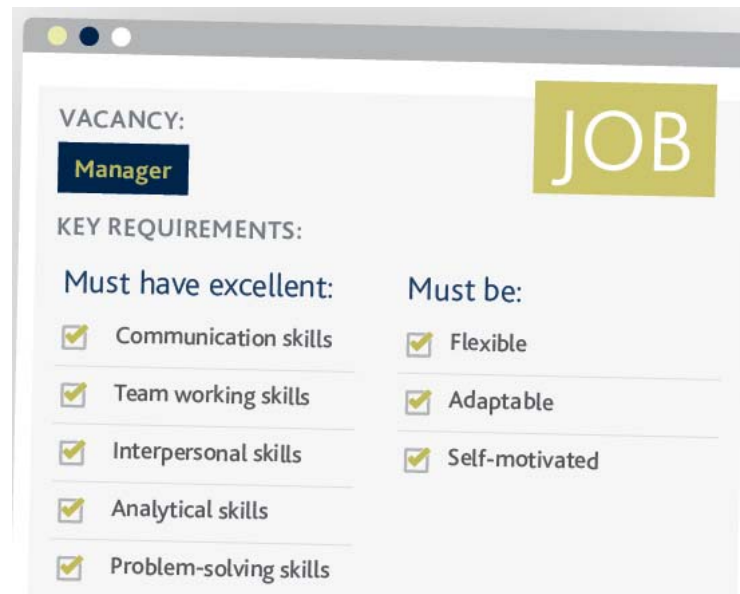 JOB
VACANCY:
Manager
KEY REQUIREMENTS:
Must have excellent:
Communication skills
Team working skills
Interpersonal skills
Analytical skills
Problem-solving skills
Must be:
Flexible
Adaptable
Self-motivated